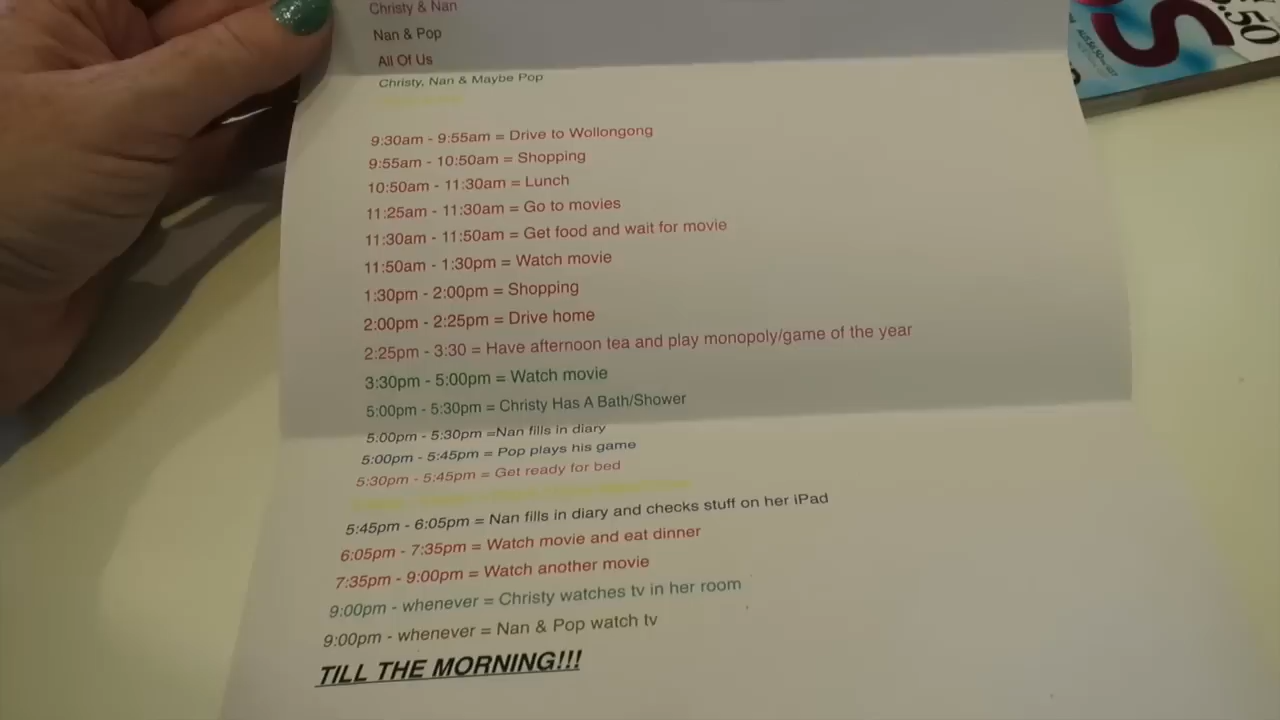 Christy & Nan
Nan & Pop
All Of Us
Christy, Nan & Maybe Pop
9:30am - 9:55am = Drive to Wollongong
9:55am - 10:50am = Shopping
10:50am - 11:30am = Lunch
11:25am - 11:30am = Go to movies
11:30am - 11:50am = Get food and wait for movie
11:50am - 1:30pm = Watch movie
1:30pm - 2:00pm = Shopping
2:00pm - 2:25pm = Drive home
2:25pm - 3:30 = Have afternoon tea and play monopoly/game of the year
3:30pm - 5:00pm = Watch movie
5:00pm - 5:30pm = Christy Has A Bath/Shower
5:00pm - 5:30pm =Nan fills in diary
5:00pm - 5:45pm = Pop plays his game
5:30pm - 5:45pm = Get ready for bed
5:45pm - 6:05pm = Nan fills in diary and checks stuff on her iPad
6:05pm - 7:35pm = Watch movie and eat dinner
7:35pm - 9:00pm = Watch another movie
9:00pm - whenever = Christy watches tv in her room
9:00pm - whenever = Nan & Pop watch tv
TILL THE MORNING!!!
S
.50